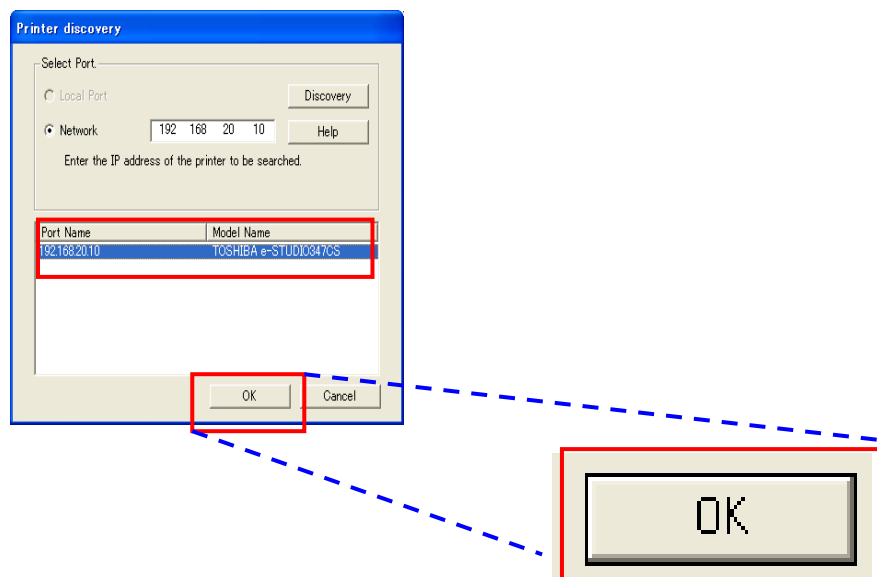 Printer discovery
Select Port.
Local Port
Discovery
Network 192 168 20 10
Help
Enter the IP address of the printer to be searched.
Port Name Model Name
192.168.20.10 TOSHIBA e-STUDIO347CS
OK Cancel
OK